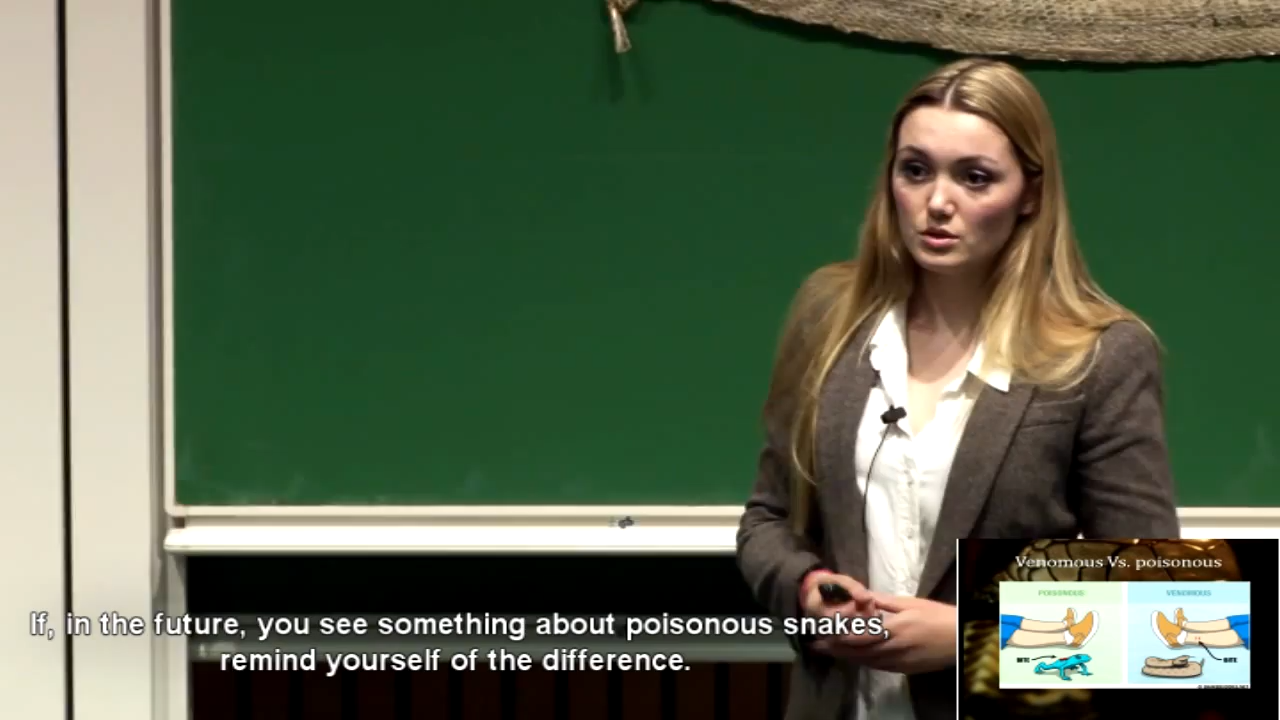 Venomous Vs. poisonous
POISONOUS
VENOMOUS
BITE
BITE
If, in the future, you see something about poisonous snakes,
remind yourself of the difference.